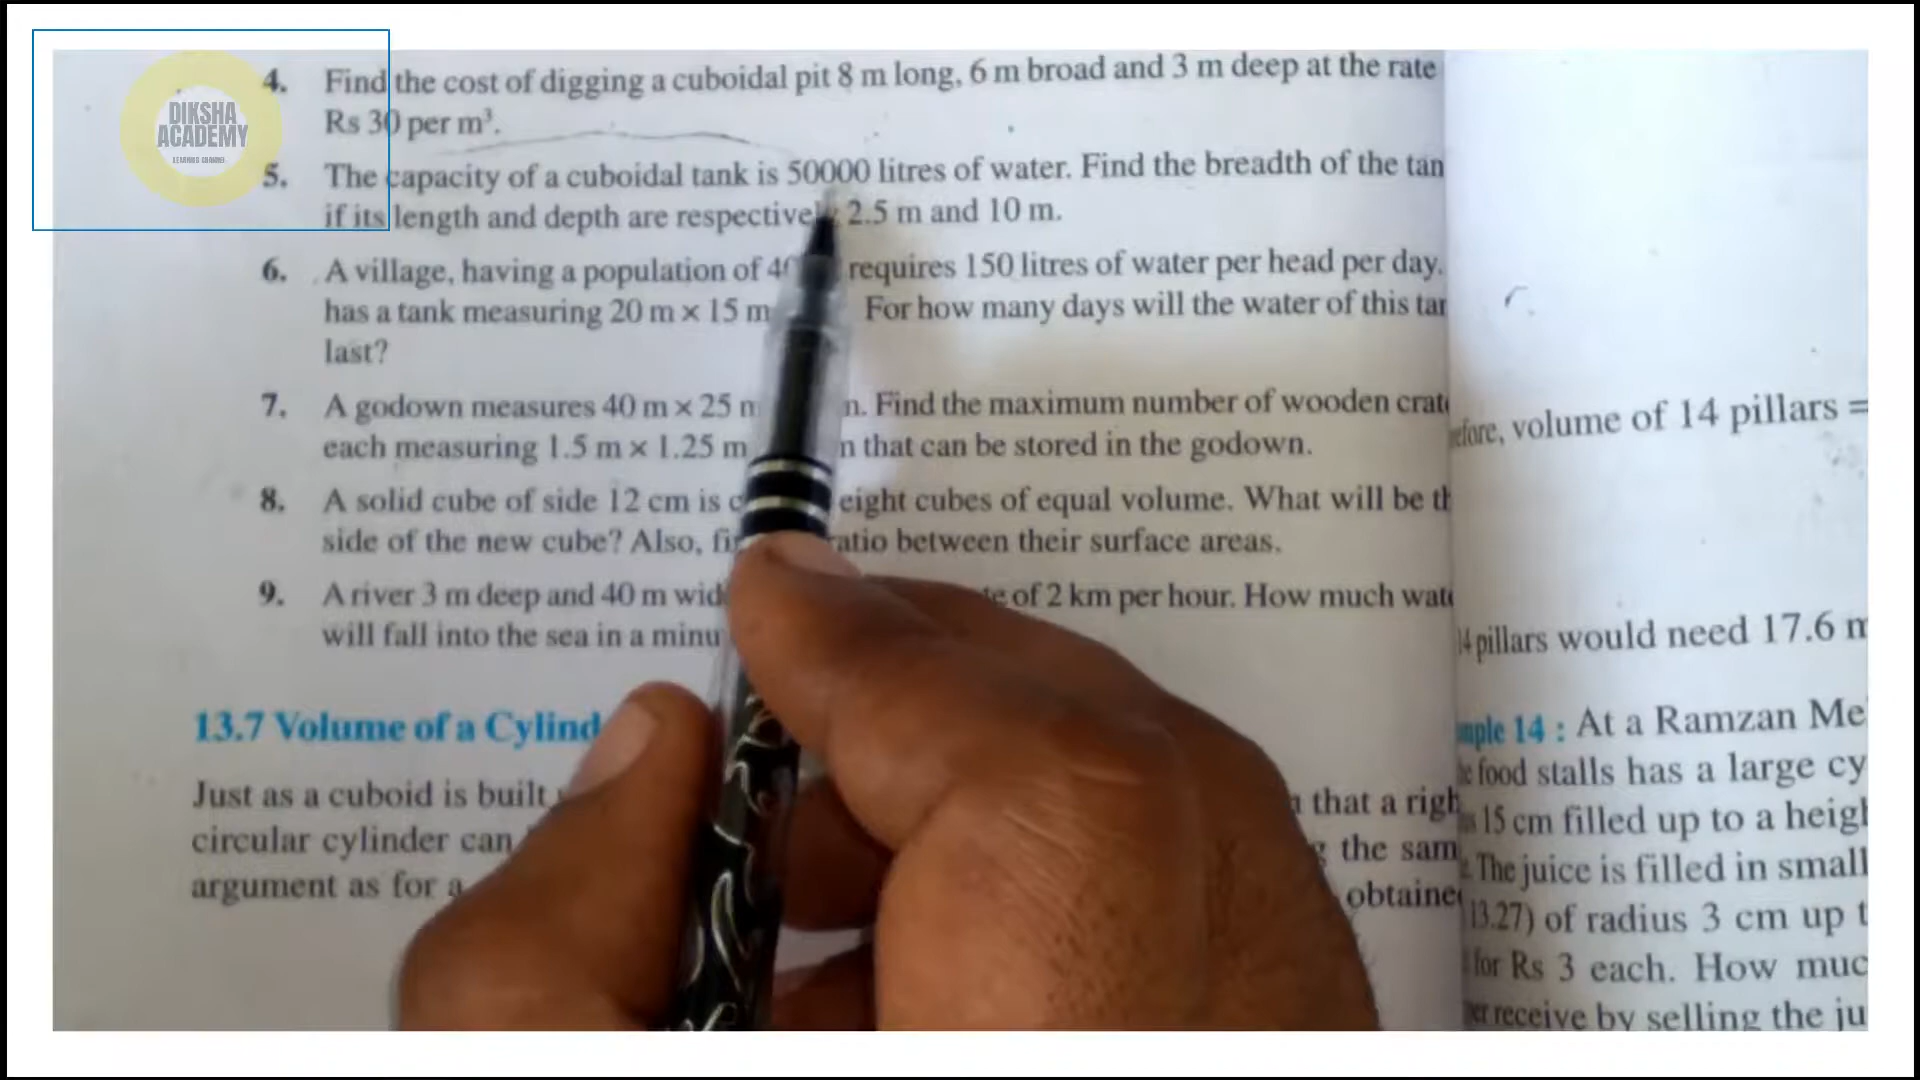 DIKSHA
ACADEMY
LEARNING CHANNEL
4. Find the cost of digging a cuboidal pit 8 m long, 6 m broad and 3 m deep at the rate
Rs 30 per m³.
5. The capacity of a cuboidal tank is 50000 litres of water. Find the breadth of the tan
if its length and depth are respectively 2.5 m and 10 m.
6. A village, having a population of 4 requires 150 litres of water per head per day.
has a tank measuring 20 m × 15 m For how many days will the water of this tan
last?
7. A godown measures 40 m × 25 m Find the maximum number of wooden crat
each measuring 1.5 m × 1.25 m that can be stored in the godown.
8. A solid cube of side 12 cm is eight cubes of equal volume. What will be th
side of the new cube? Also, ratio between their surface areas.
9. A river 3 m deep and 40 m wid of 2 km per hour. How much wate
will fall into the sea in a minu
13.7 Volume of a Cylind
Just as a cuboid is built that a righ
circular cylinder can the sam
argument as for a obtaine
efore, volume of 14 pillars =
14 pillars would need 17.6 m
mple 14 : At a Ramzan Me
food stalls has a large cy
15 cm filled up to a heigh
The juice is filled in small
13.27) of radius 3 cm up t
for Rs 3 each. How muc
receive by selling the ju